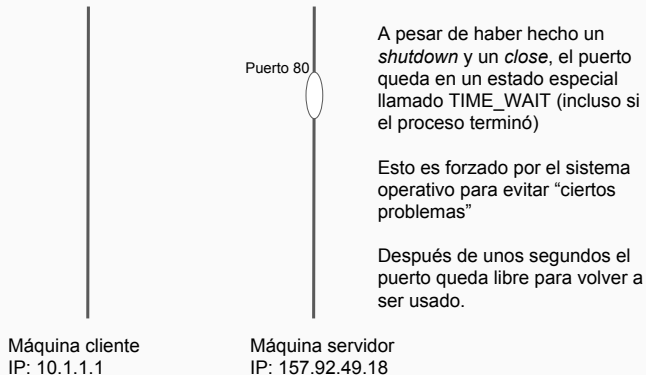 A pesar de haber hecho un
shutdown y un close, el puerto
queda en un estado especial
llamado TIME_WAIT (incluso si
el proceso terminó)
Puerto 80
Esto es forzado por el sistema
operativo para evitar “ciertos
problemas”
Después de unos segundos el
puerto queda libre para volver a
ser usado.
Máquina cliente
IP: 10.1.1.1
Máquina servidor
IP: 157.92.49.18